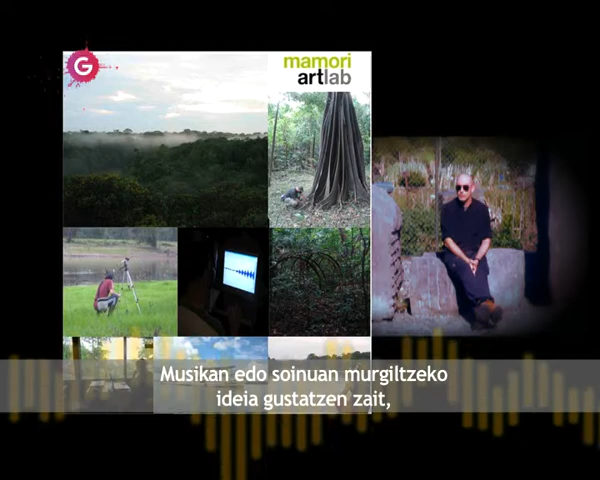 G
mamori
artlab
Musikan edo soinuan murgiltzeko
ideia gustatzen zait,